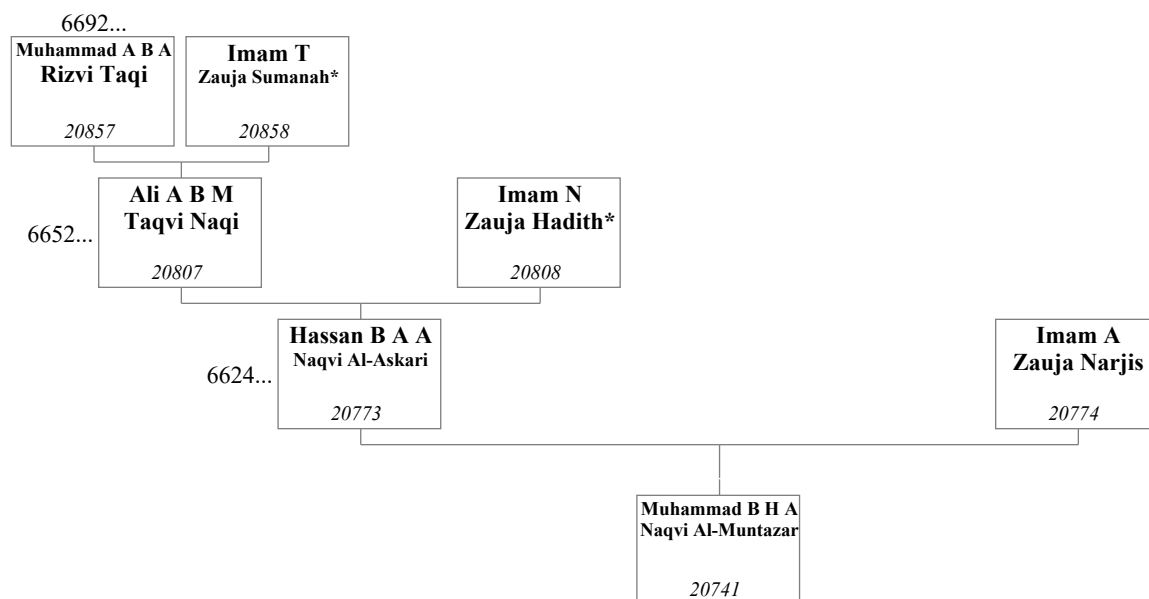 6692...
Muhammad A B A
Rizvi Taqi
20857
Imam T
Zauja Sumanah*
20858
Ali A B M
Taqvi Naqi
20807
6652...
Imam N
Zauja Hadith*
20808
Hassan B A A
Naqvi Al-Askari
20773
6624...
Imam A
Zauja Narjis
20774
Muhammad B H A
Naqvi Al-Muntazar
20741